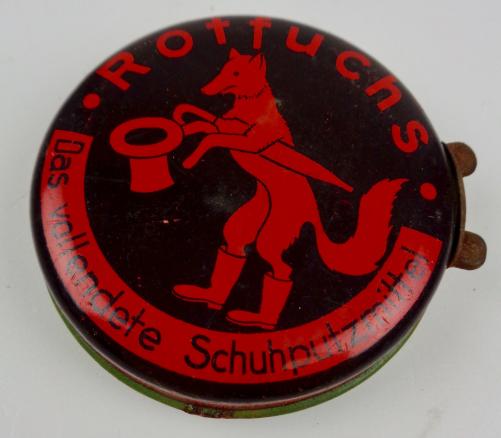 • Rotfuchs •
Das vollendete Schuhputzmittel